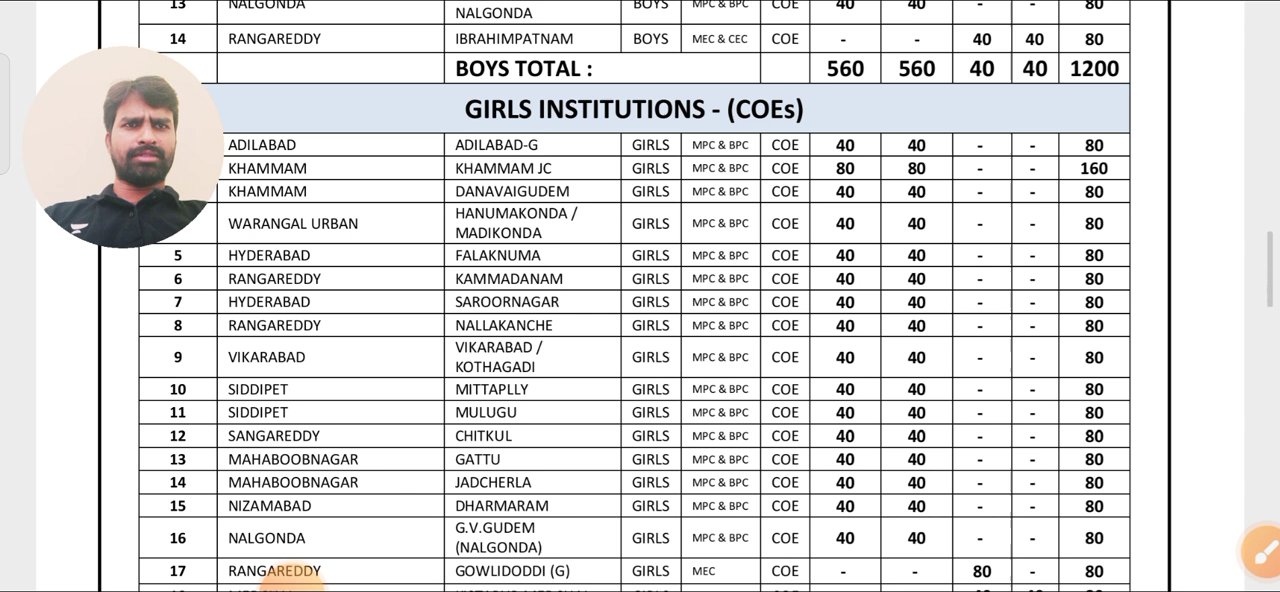 13 NALGONDA NALGONDA BOYS MPC & BPC COE 40 40 - - 80
14 RANGAREDDY IBRAHIMPATNAM BOYS MEC & CEC COE - - 40 40 80
BOYS TOTAL : 560 560 40 40 1200
GIRLS INSTITUTIONS - (COEs)
ADILABAD ADILABAD-G GIRLS MPC & BPC COE 40 40 - - 80
KHAMMAM KHAMMAM JC GIRLS MPC & BPC COE 80 80 - - 160
KHAMMAM DANAVAIGUDEM GIRLS MPC & BPC COE 40 40 - - 80
WARANGAL URBAN HANUMAKONDA / MADIKONDA GIRLS MPC & BPC COE 40 40 - - 80
5 HYDERABAD FALAKNUMA GIRLS MPC & BPC COE 40 40 - - 80
6 RANGAREDDY KAMMADANAM GIRLS MPC & BPC COE 40 40 - - 80
7 HYDERABAD SAROORNAGAR GIRLS MPC & BPC COE 40 40 - - 80
8 RANGAREDDY NALLAKANCHE GIRLS MPC & BPC COE 40 40 - - 80
9 VIKARABAD VIKARABAD / KOTHAGADI GIRLS MPC & BPC COE 40 40 - - 80
10 SIDDIPET MITTAPLLY GIRLS MPC & BPC COE 40 40 - - 80
11 SIDDIPET MULUGU GIRLS MPC & BPC COE 40 40 - - 80
12 SANGAREDDY CHITKUL GIRLS MPC & BPC COE 40 40 - - 80
13 MAHABOOBNAGAR GATTU GIRLS MPC & BPC COE 40 40 - - 80
14 MAHABOOBNAGAR JADCHERLA GIRLS MPC & BPC COE 40 40 - - 80
15 NIZAMABAD DHARMARAM GIRLS MPC & BPC COE 40 40 - - 80
16 NALGONDA G.V.GUDEM (NALGONDA) GIRLS MPC & BPC COE 40 40 - - 80
17 RANGAREDDY GOWLIDODDI (G) GIRLS MEC COE - - 80 - 80